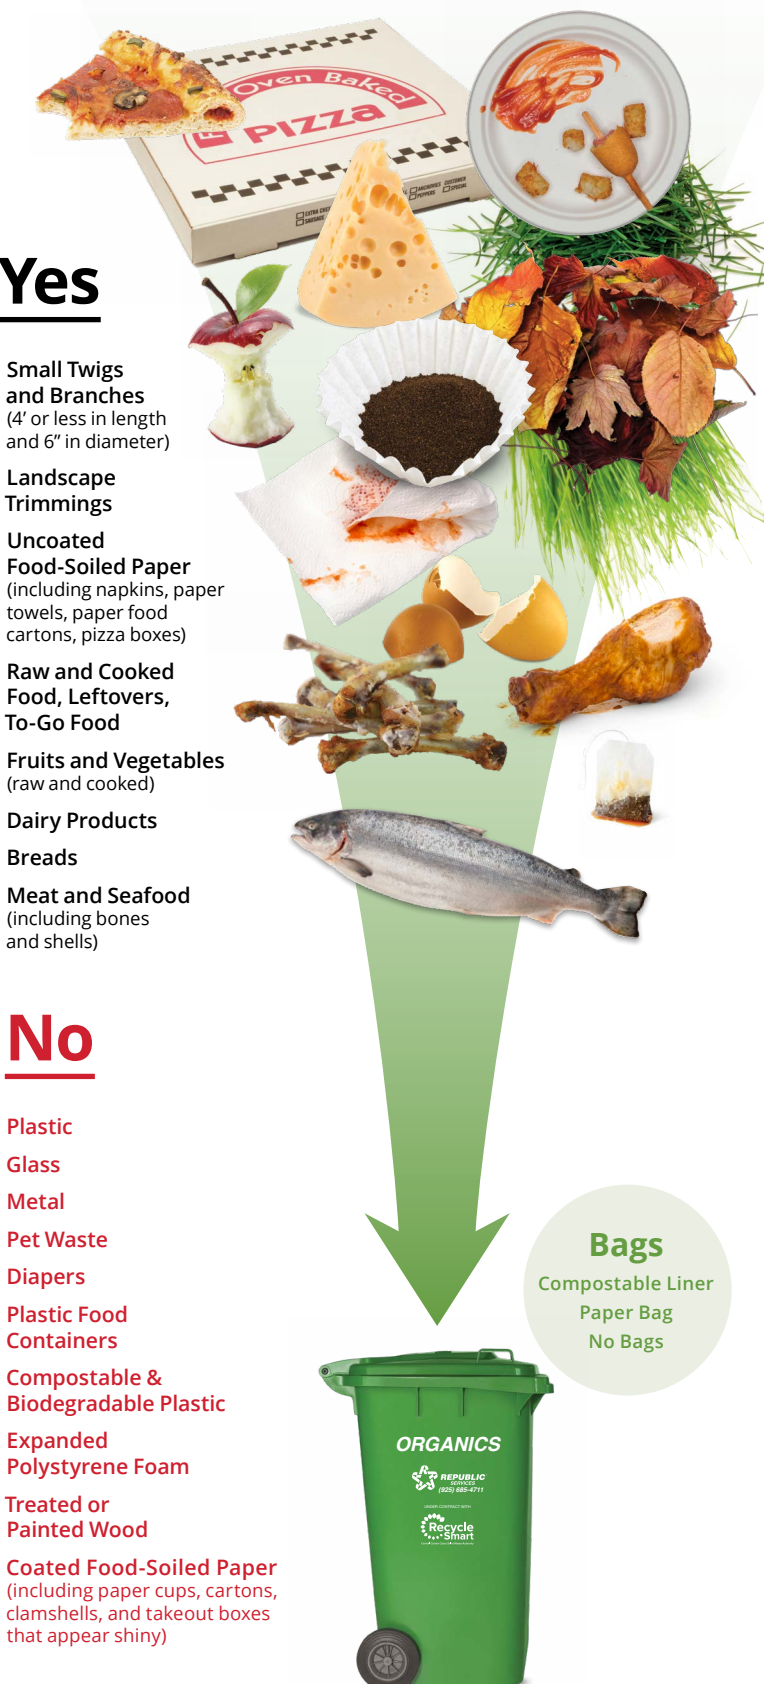 Oven Baked
PIZZA
Yes
Small Twigs
and Branches
(4’ or less in length
and 6” in diameter)
Landscape
Trimmings
Uncoated
Food-Soiled Paper
(including napkins, paper
towels, paper food
cartons, pizza boxes)
Raw and Cooked
Food, Leftovers,
To-Go Food
Fruits and Vegetables
(raw and cooked)
Dairy Products
Breads
Meat and Seafood
(including bones
and shells)
No
Plastic
Glass
Metal
Pet Waste
Diapers
Plastic Food
Containers
Compostable &
Biodegradable Plastic
Expanded
Polystyrene Foam
Treated or
Painted Wood
Coated Food-Soiled Paper
(including paper cups, cartons,
clamshells, and takeout boxes
that appear shiny)
Bags
Compostable Liner
Paper Bag
No Bags
ORGANICS
REPUBLIC
SERVICES
(925) 685-4711
UNDER CONTRACT WITH
Recycle
Smart